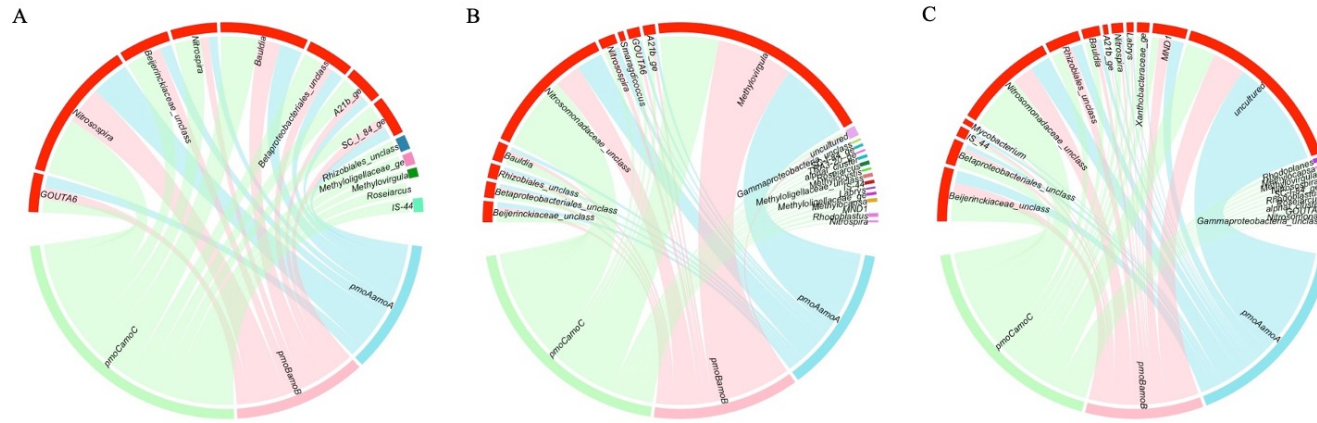 A
GOUTA6
Nitrosospira
Beijerinckiaceae_unclass
Nitrospira
Bauldia
Betaproteobacteriales_unclass
A21b_ge
SC_I_84_ge
Rhizobiales_unclass
Methyloligellaceae_ge
Methylovirgula
Roseiarcus
IS-44
pmoAamoA
pmoBamoB
pmoCamoC
B
Beijerinckiaceae_unclass
Betaproteobacteriales_unclass
Rhizobiales_unclass
Bauldia
Nitrosomonadaceae_unclass
Nitrosospira
Smaragdicoccus
GOUTA6
A21b_ge
Methylovirgula
uncultured
Gammaproteobacteria_unclass
Methyloligellaceae_ge
MND1
Rhodoblastus
Nitrospira
pmoAamoA
pmoBamoB
pmoCamoC
C
Beijerinckiaceae_unclass
Betaproteobacteriales_unclass
IS_44
Mycobacterium
Nitrosomonadaceae_unclass
Rhizobiales_unclass
Bauldia
A21b_ge
Nitrospira
Labrys
Xanthobacteraceae_ge
MND1
uncultured
Rhodoplanes
Gammaproteobacteria_unclass
pmoAamoA
pmoBamoB
pmoCamoC